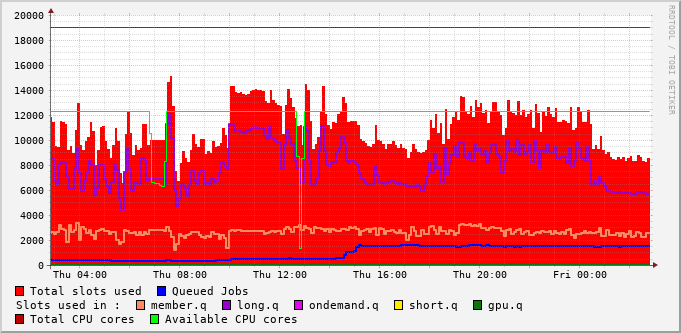 RRDTOOL / TOBI OETIKER
20000
18000
16000
14000
12000
10000
8000
6000
4000
2000
0
Thu 04:00 Thu 08:00 Thu 12:00 Thu 16:00 Thu 20:00 Fri 00:00
Total slots used Queued Jobs
Slots used in : member.q long.q ondemand.q short.q gpu.q
Total CPU cores Available CPU cores